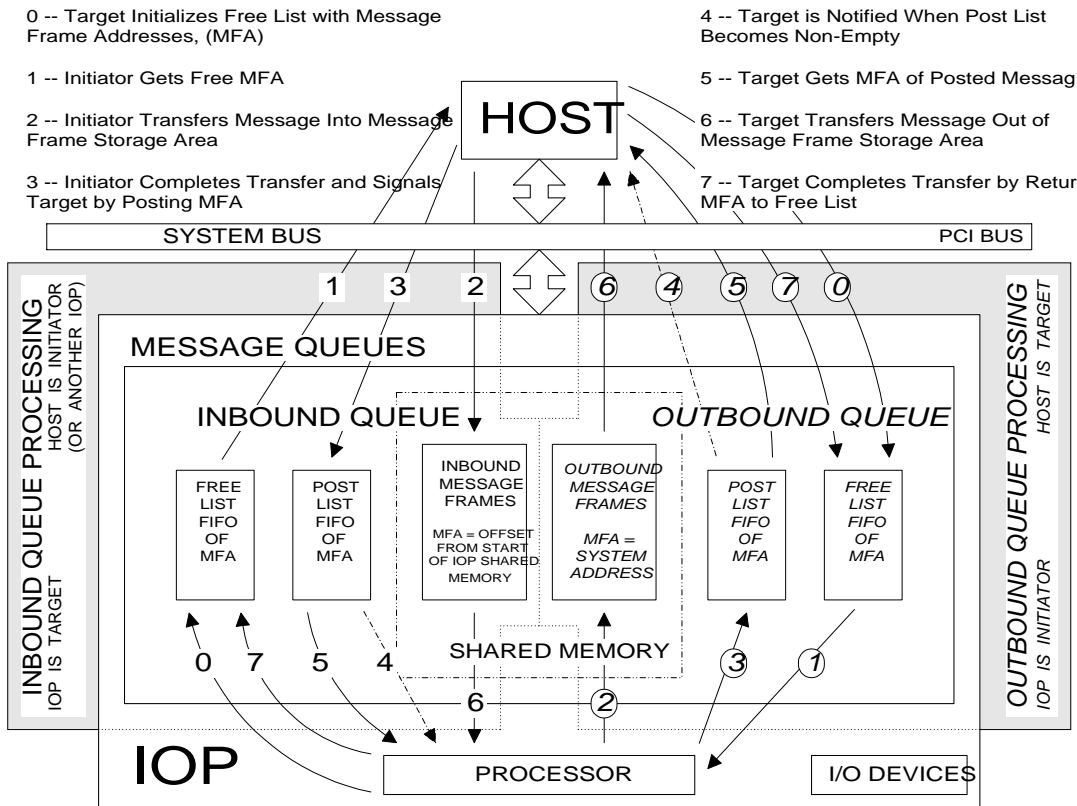 0 -- Target Initializes Free List with Message
Frame Addresses, (MFA)
1 -- Initiator Gets Free MFA
2 -- Initiator Transfers Message Into Message
Frame Storage Area
3 -- Initiator Completes Transfer and Signals
Target by Posting MFA
4 -- Target is Notified When Post List
Becomes Non-Empty
5 -- Target Gets MFA of Posted Messag
6 -- Target Transfers Message Out of
Message Frame Storage Area
7 -- Target Completes Transfer by Retur
MFA to Free List
HOST
SYSTEM BUS
PCI BUS
1
3
2
6
4
5
7
0
INBOUND QUEUE PROCESSING
HOST IS INITIATOR
(OR ANOTHER IOP)
IOP IS TARGET
OUTBOUND QUEUE PROCESSING
HOST IS TARGET
IOP IS INITIATOR
MESSAGE QUEUES
INBOUND QUEUE
OUTBOUND QUEUE
FREE
LIST
FIFO
OF
MFA
POST
LIST
FIFO
OF
MFA
INBOUND
MESSAGE
FRAMES
MFA = OFFSET
FROM START
OF IOP SHARED
MEMORY
OUTBOUND
MESSAGE
FRAMES
MFA =
SYSTEM
ADDRESS
POST
LIST
FIFO
OF
MFA
FREE
LIST
FIFO
OF
MFA
SHARED MEMORY
0
7
5
4
6
2
3
1
IOP
PROCESSOR
I/O DEVICES